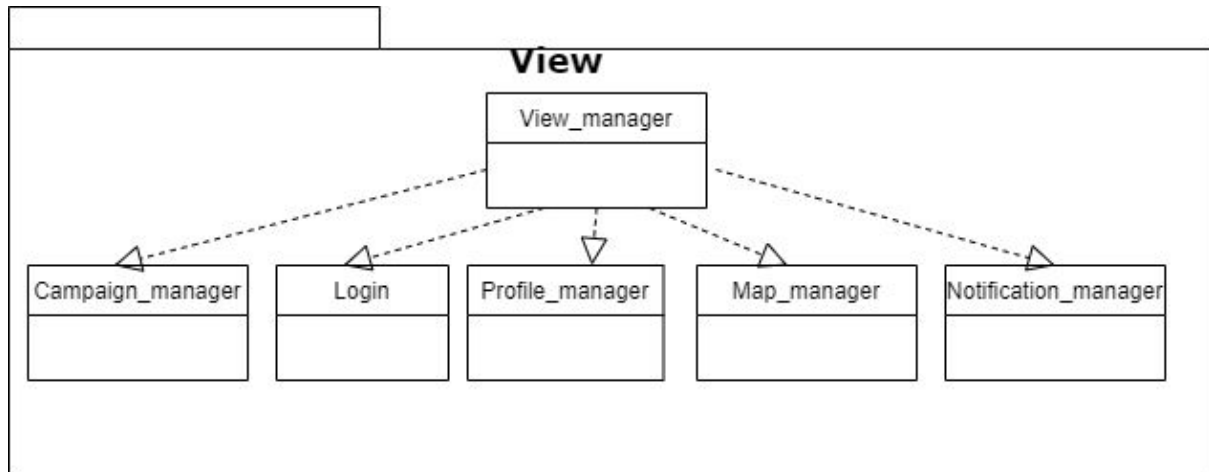 View
View_manager
Campaign_manager
Login
Profile_manager
Map_manager
Notification_manager